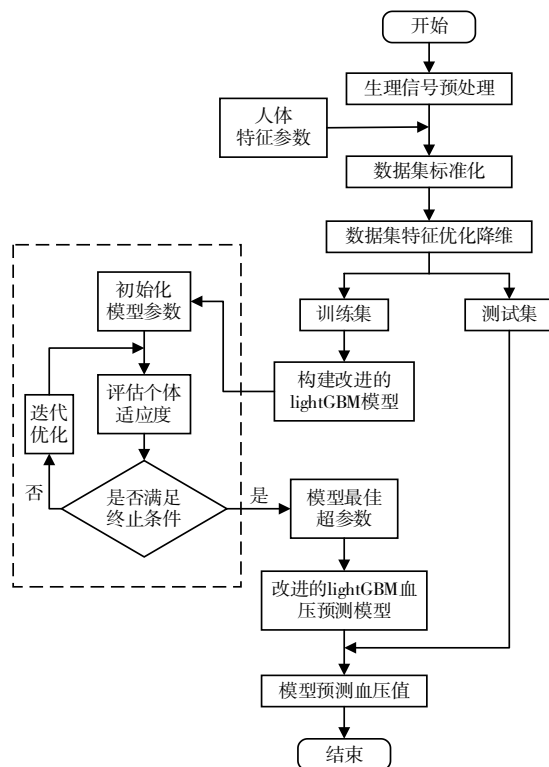 开始
生理信号预处理
人体
特征参数
数据集标准化
数据集特征优化降维
训练集
测试集
构建改进的
lightGBM模型
初始化
模型参数
评估个体
适应度
迭代
优化
否
是否满足
终止条件
是
模型最佳
超参数
改进的lightGBM血
压预测模型
模型预测血压值
结束